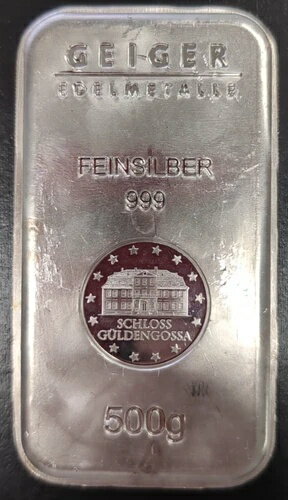 GEIGER
EDELMETALLE
FEINSILBER
999
SCHLOSS
GÜLDENGOSSA
500g